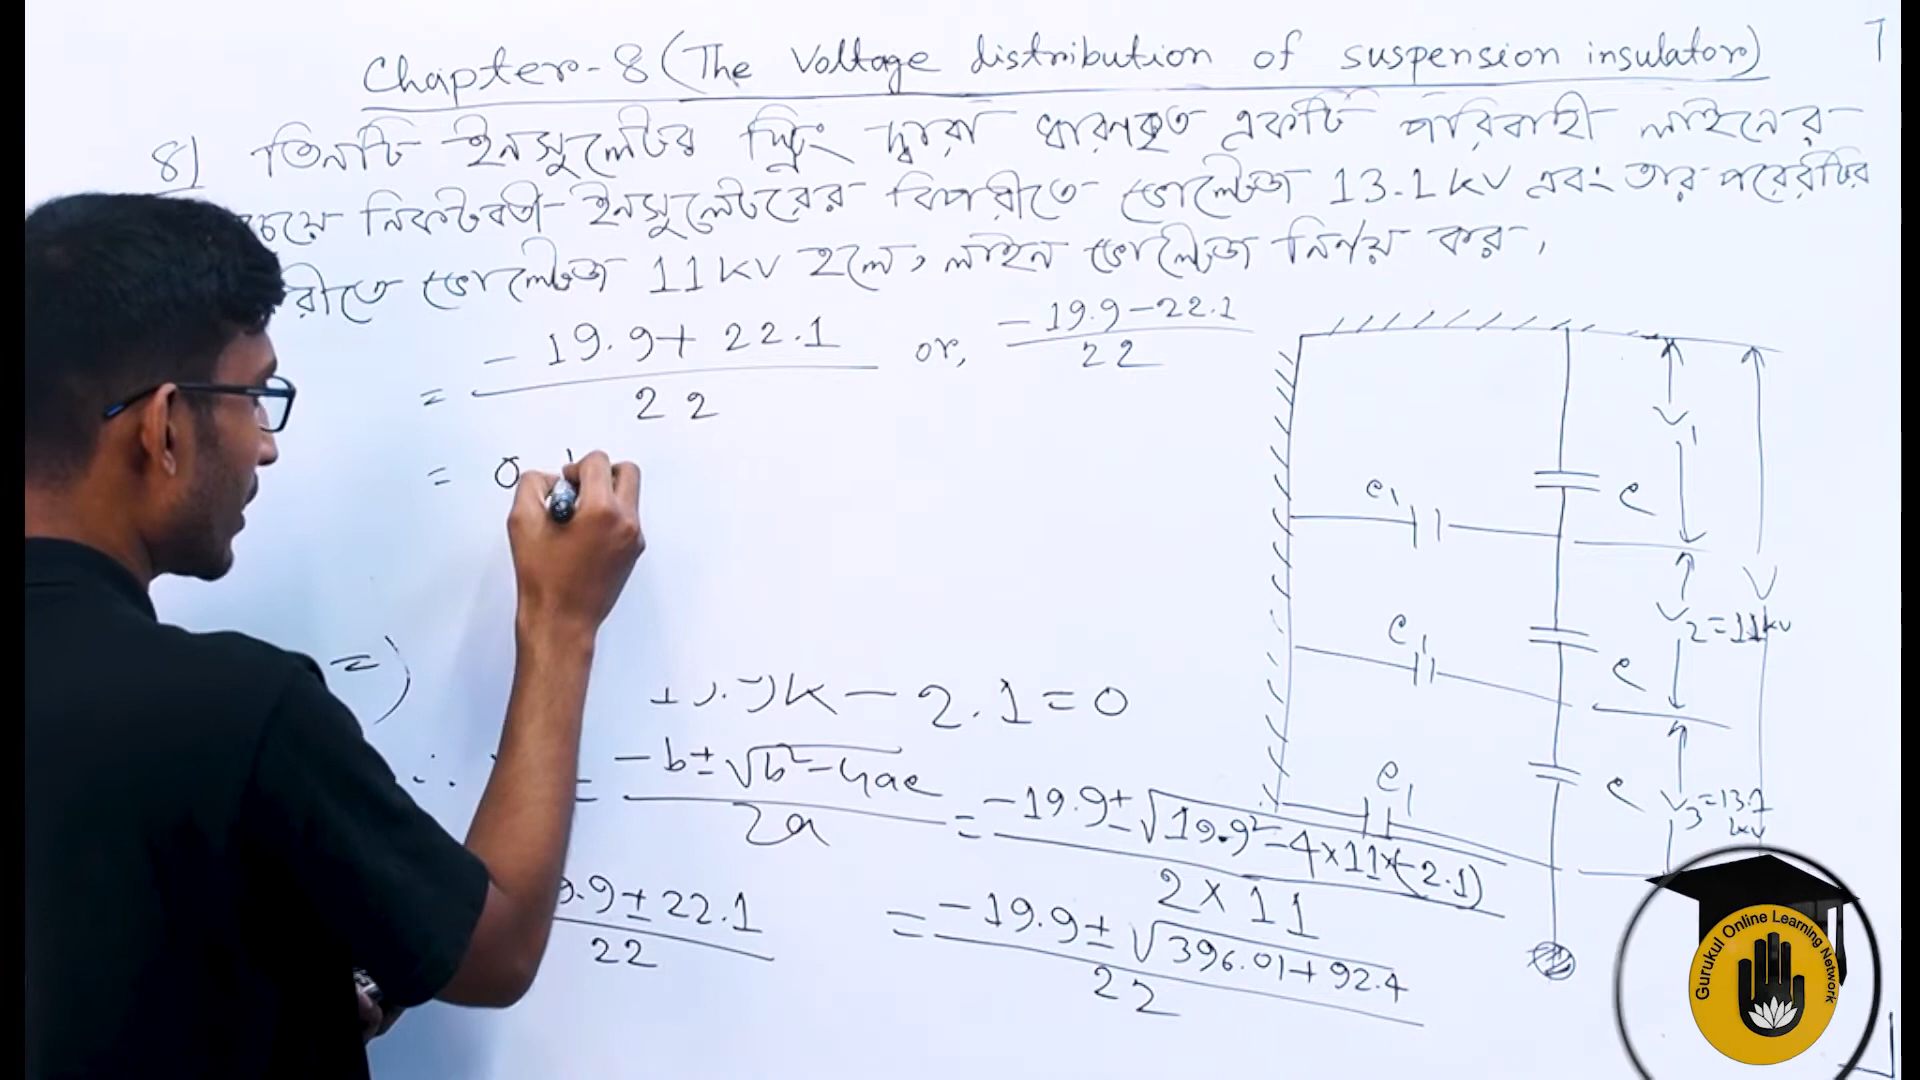 Chapter-8 (The Voltage distribution of suspension insulator)
8) তিনটি ইনসুলেটর স্ট্রিং দ্বারা ধারণকৃত একটি পরিবাহী লাইনের
চেয়ে নিকটবর্তী ইনসুলেটরের বিপরীতে ভোল্টেজ 13.1 kV এবং তার পরেরটির
রীতে ভোল্টেজ 11 kV হলে, লাইন ভোল্টেজ নির্ণয় কর।
= -19.9+22.1 / 22 or, -19.9-22.1 / 22
= 0
k - 2.1 = 0
= -b±√b²-4ac / 2a = -19.9±√19.9²-4×11×(-2.1) / 2×11
9.9±22.1 / 22 = -19.9±√396.01+92.4 / 22
V1
C1 C
V
V2=11kV
C1 C
V3=13.1 kV
C1 C
Gurukul Online Learning Network